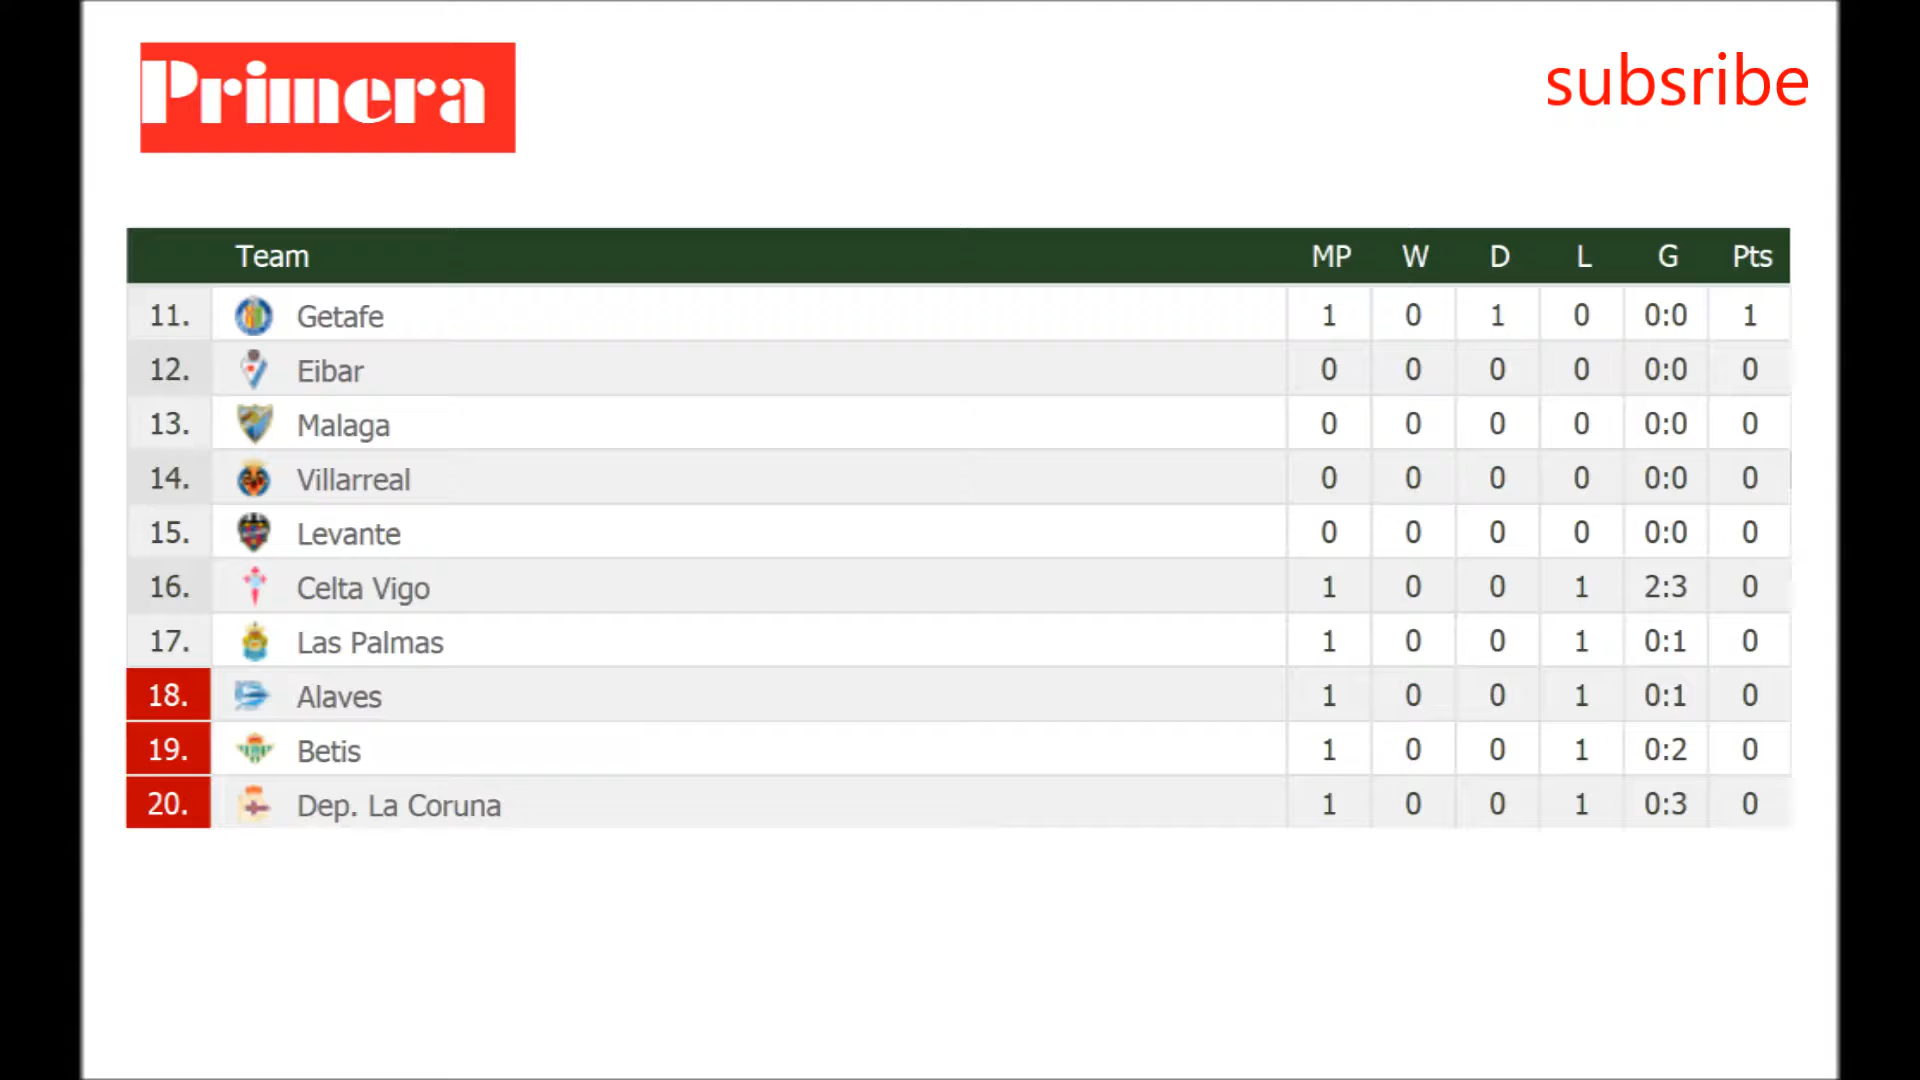 Primera
subsribe
Team MP W D L G Pts
11. Getafe 1 0 1 0 0:0 1
12. Eibar 0 0 0 0 0:0 0
13. Malaga 0 0 0 0 0:0 0
14. Villarreal 0 0 0 0 0:0 0
15. Levante 0 0 0 0 0:0 0
16. Celta Vigo 1 0 0 1 2:3 0
17. Las Palmas 1 0 0 1 0:1 0
18. Alaves 1 0 0 1 0:1 0
19. Betis 1 0 0 1 0:2 0
20. Dep. La Coruna 1 0 0 1 0:3 0